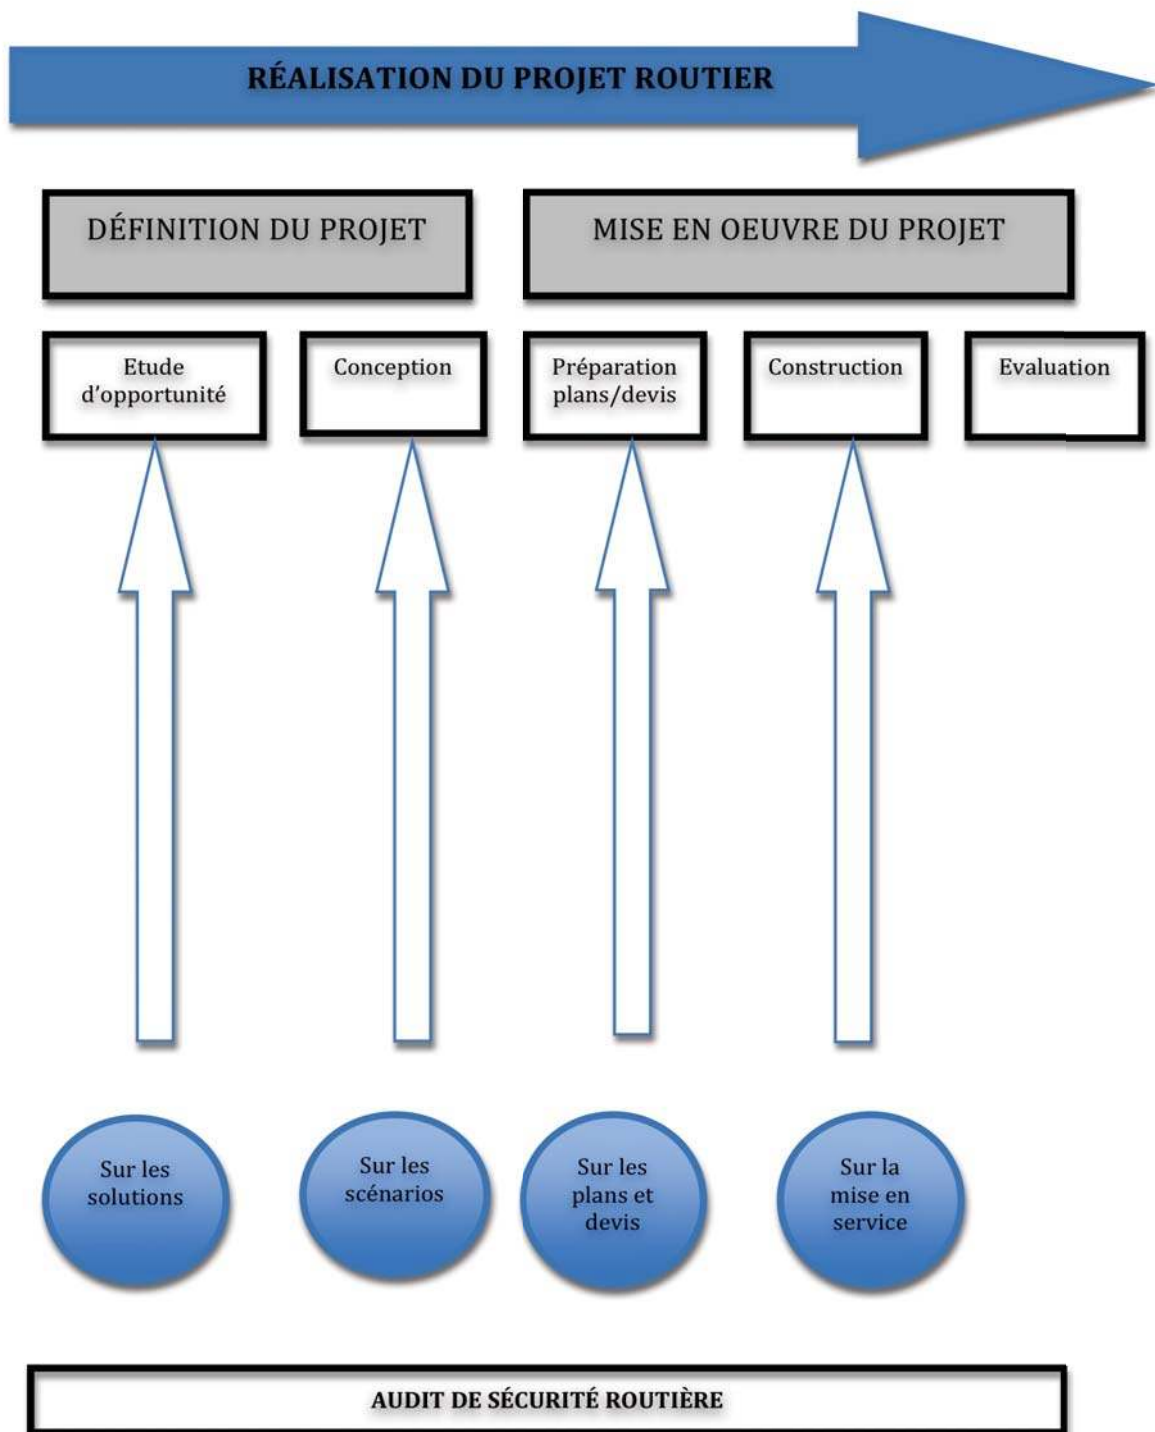 RÉALISATION DU PROJET ROUTIER
DÉFINITION DU PROJET
MISE EN OEUVRE DU PROJET
Etude
d'opportunité
Conception
Préparation
plans/devis
Construction
Evaluation
Sur les
solutions
Sur les
scénarios
Sur les
plans et
devis
Sur la
mise en
service
AUDIT DE SÉCURITÉ ROUTIÈRE